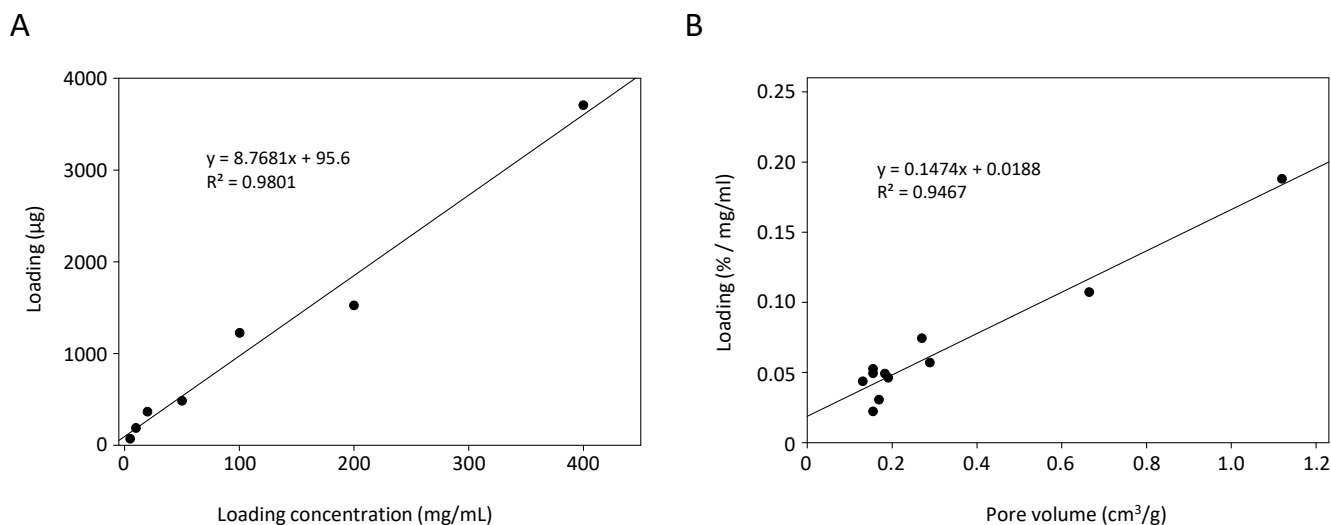 A
4000
3000
2000
1000
0
Loading (µg)
y = 8.7681x + 95.6
R² = 0.9801
0 100 200 300 400
Loading concentration (mg/mL)
B
0.25
0.20
0.15
0.10
0.05
0
Loading (% / mg/ml)
y = 0.1474x + 0.0188
R² = 0.9467
0 0.2 0.4 0.6 0.8 1.0 1.2
Pore volume (cm³/g)